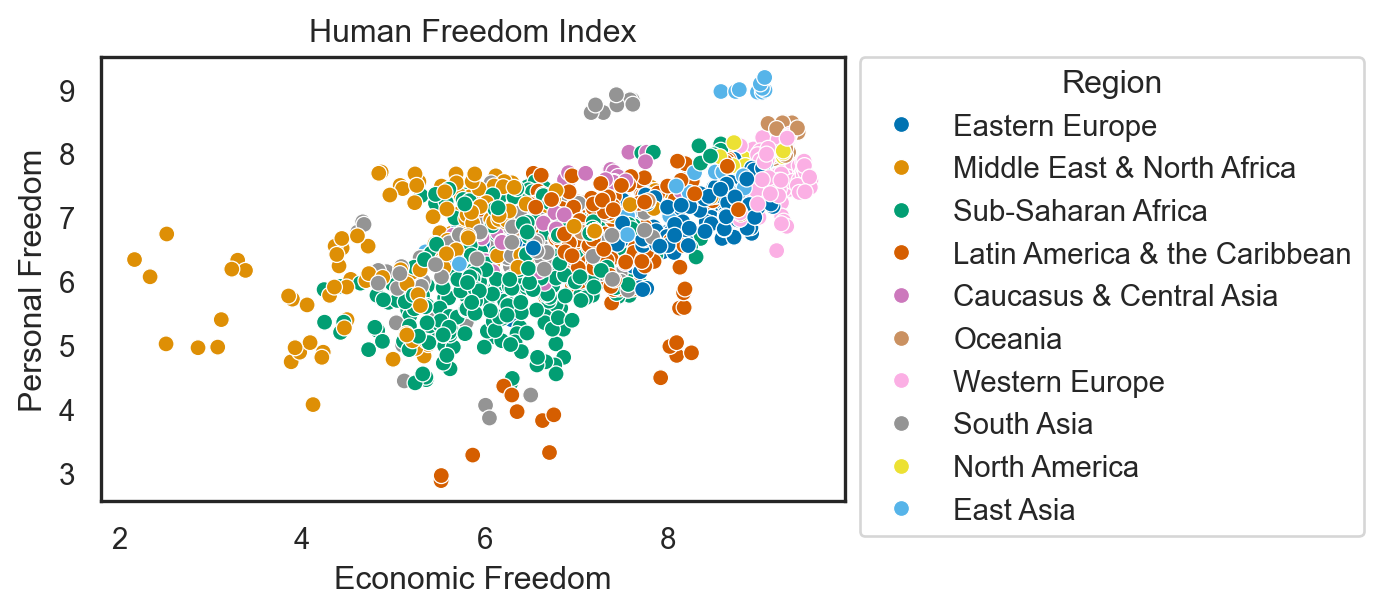 Human Freedom Index
Personal Freedom
9
8
7
6
5
4
3
2
4
6
8
Economic Freedom
Region
Eastern Europe
Middle East & North Africa
Sub-Saharan Africa
Latin America & the Caribbean
Caucasus & Central Asia
Oceania
Western Europe
South Asia
North America
East Asia